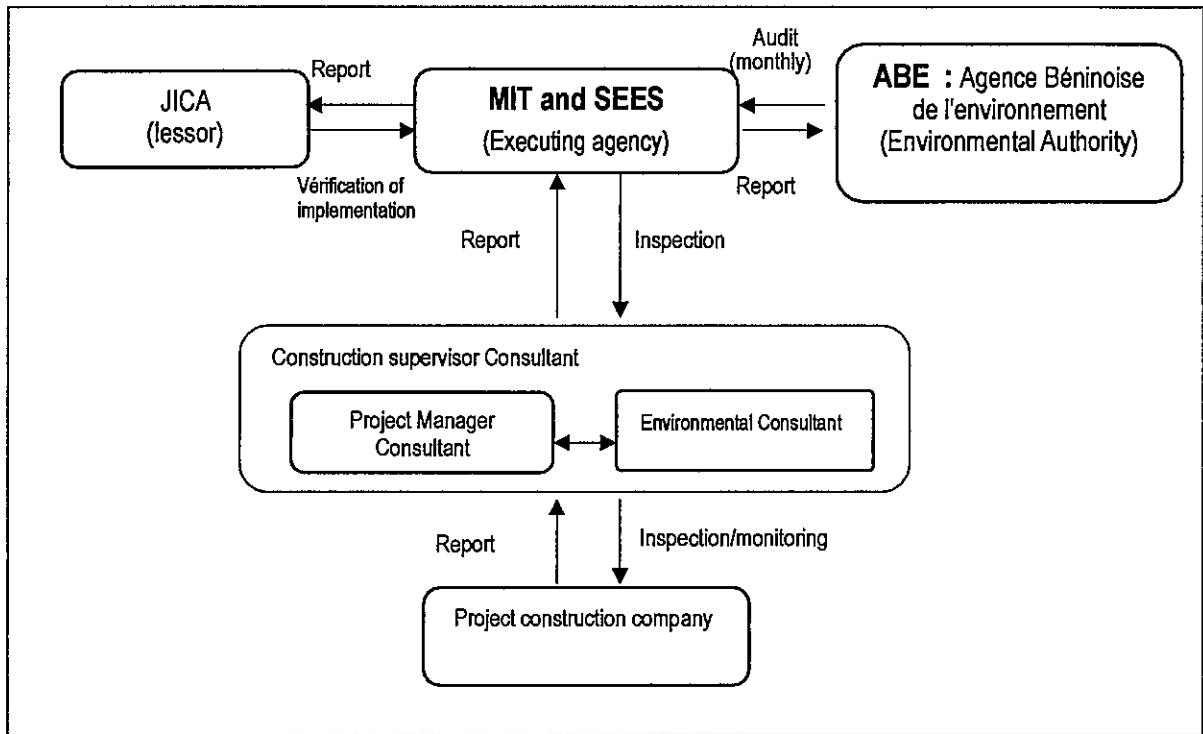 Audit
(monthly)
Report
JICA
(lessor)
MIT and SEES
(Executing agency)
ABE : Agence Béninoise
de l'environnement
(Environmental Authority)
Vérification of
implementation
Report
Report
Inspection
Construction supervisor Consultant
Project Manager
Consultant
Environmental Consultant
Report
Inspection/monitoring
Project construction company